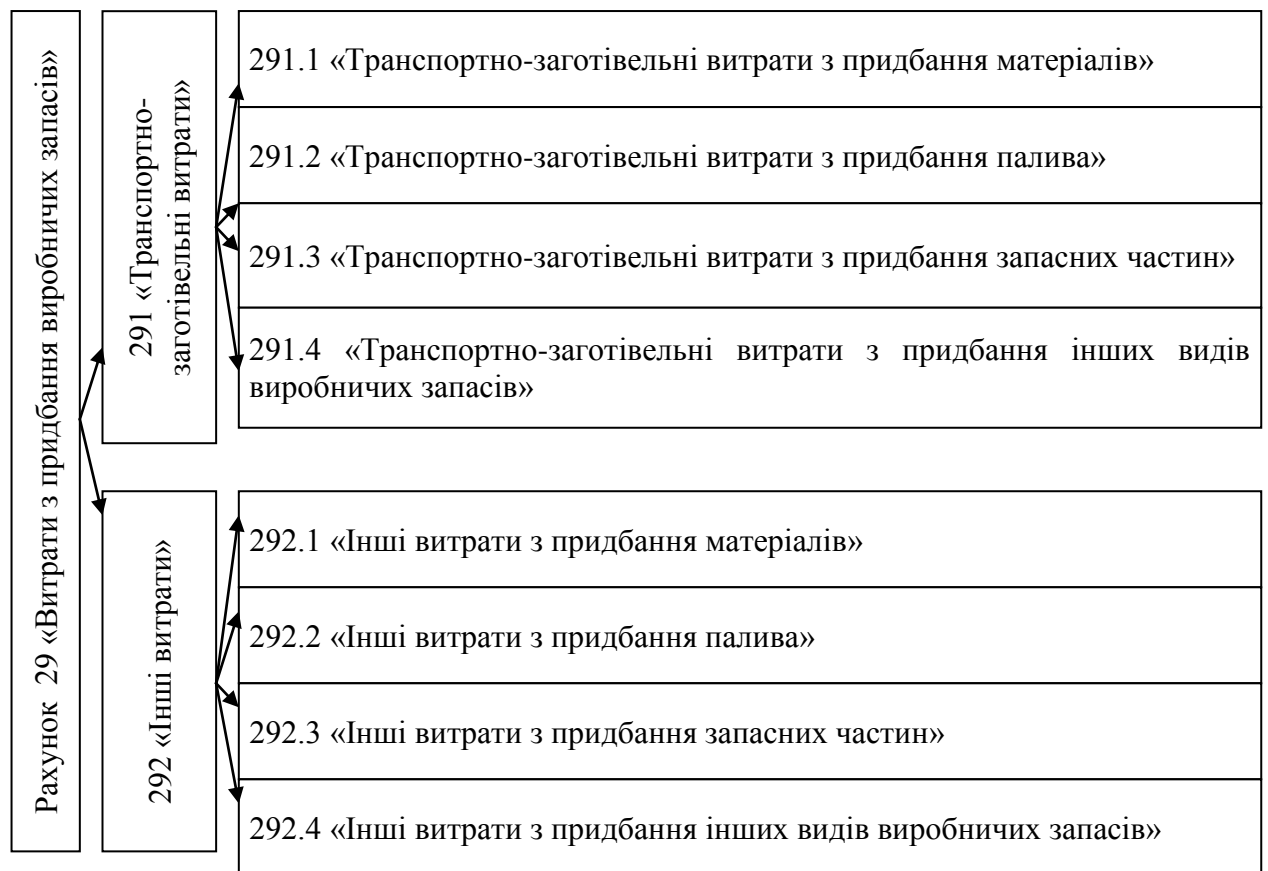 Рахунок 29 «Витрати з придбання виробничих запасів»
291 «Транспортно-
заготівельні витрати»
291.1 «Транспортно-заготівельні витрати з придбання матеріалів»
291.2 «Транспортно-заготівельні витрати з придбання палива»
291.3 «Транспортно-заготівельні витрати з придбання запасних частин»
291.4 «Транспортно-заготівельні витрати з придбання інших видів
виробничих запасів»
292 «Інші витрати»
292.1 «Інші витрати з придбання матеріалів»
292.2 «Інші витрати з придбання палива»
292.3 «Інші витрати з придбання запасних частин»
292.4 «Інші витрати з придбання інших видів виробничих запасів»